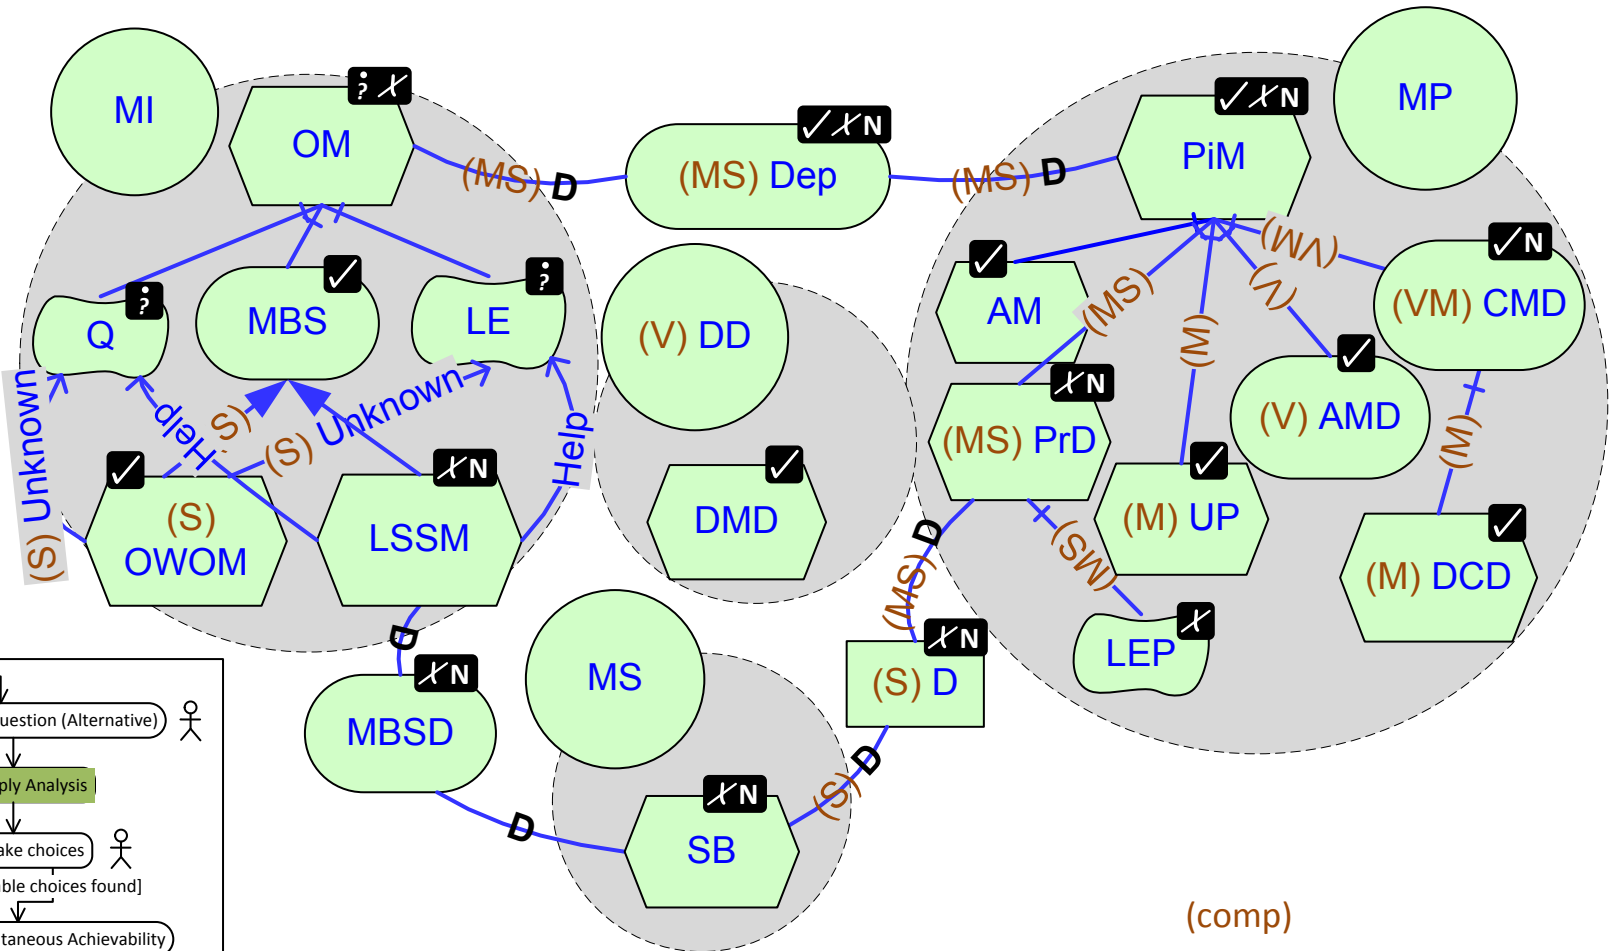 MI
? ✗
OM
(MS) D
✓✗N
(MS) Dep
(MS) D
✓✗N
PiM
MP
?
Q
✓
MBS
?
LE
(V) DD
✓
AM
(MS)
(M)
(V)
(VM)
✓N
(VM) CMD
✗N
(MS) PrD
✓
(V) AMD
(S) Unknown
Help
(S)
(S) Unknown
Help
✓
(S)
OWOM
✗N
LSSM
✓
DMD
✓
(M) UP
(M)
✓
(M) DCD
(MS) D
(MS)
✗
LEP
✗N
(S) D
D
✗N
MBSD
MS
D
✗N
SB
(S) D
uestion (Alternative)
ply Analysis
ake choices
ble choices found]
taneous Achievability
(comp)